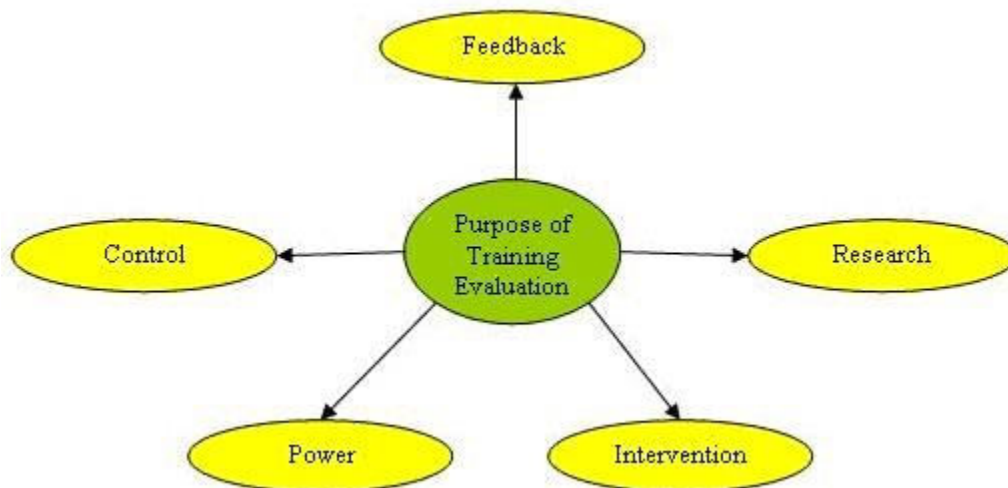 Feedback
Purpose of
Training
Evaluation
Control
Research
Power
Intervention